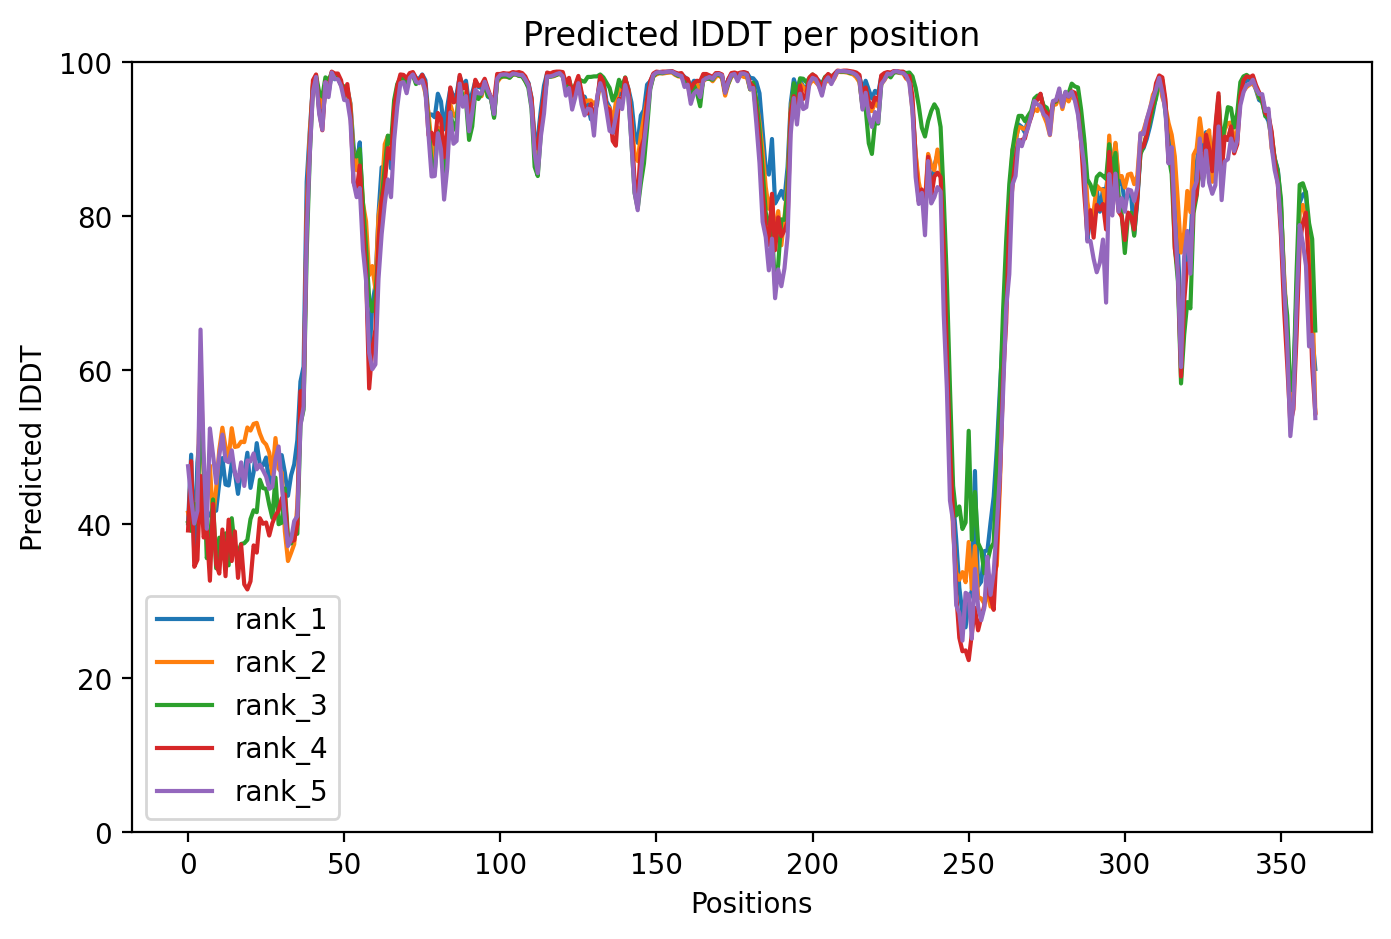 Predicted lDDT per position
100
80
60
40
20
0
Predicted lDDT
rank_1
rank_2
rank_3
rank_4
rank_5
0 50 100 150 200 250 300 350
Positions